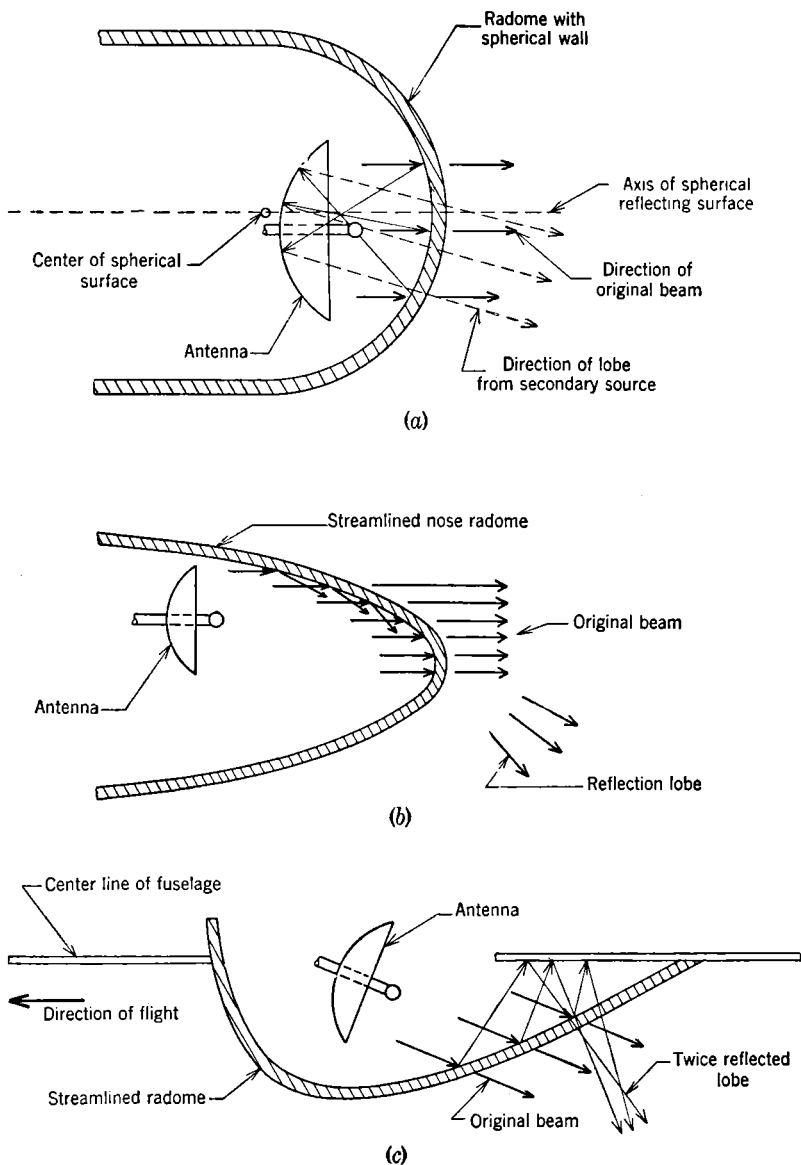 Radome with
spherical wall
Axis of spherical
reflecting surface
Center of spherical
surface
Direction of
original beam
Antenna
Direction of lobe
from secondary source
(a)
Streamlined nose radome
Original beam
Antenna
Reflection lobe
(b)
Center line of fuselage
Antenna
Direction of flight
Twice reflected
lobe
Streamlined radome
Original beam
(c)